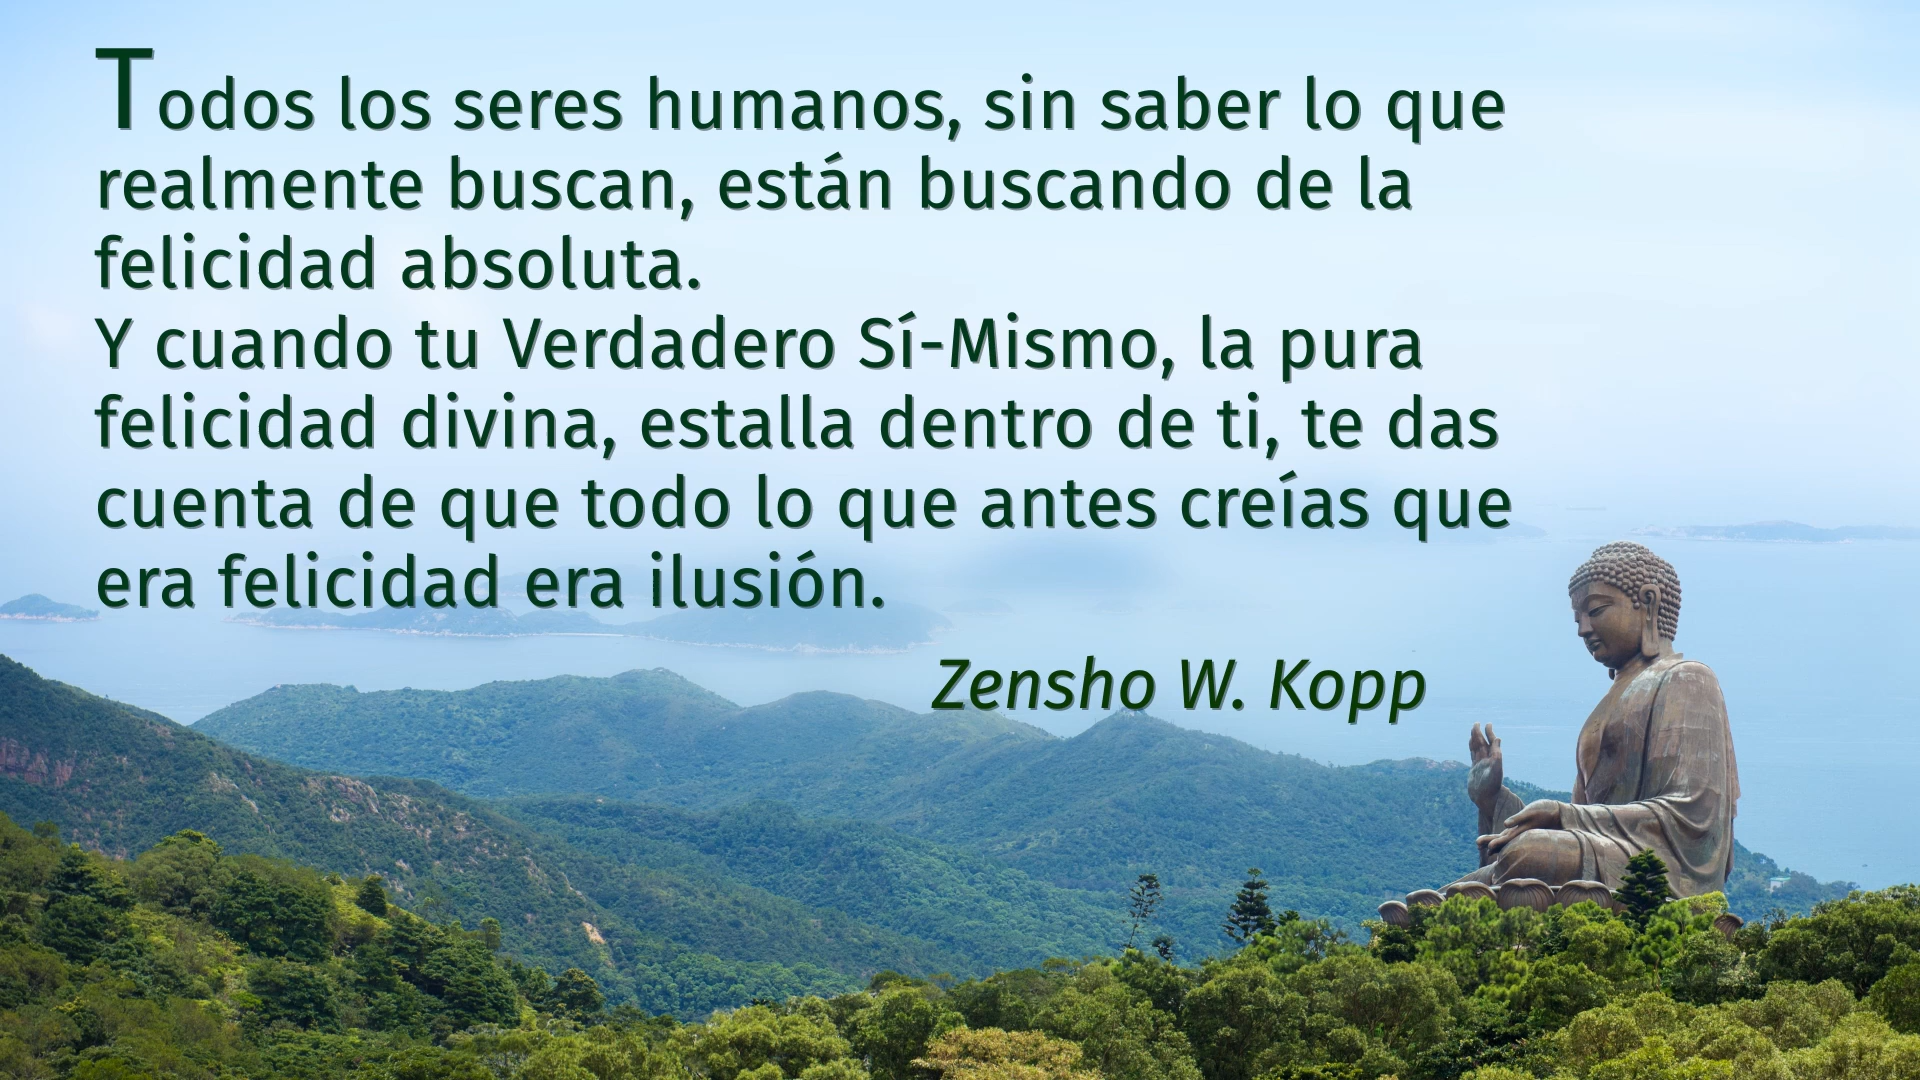 Todos los seres humanos, sin saber lo que
realmente buscan, están buscando de la
felicidad absoluta.
Y cuando tu Verdadero Sí-Mismo, la pura
felicidad divina, estalla dentro de ti, te das
cuenta de que todo lo que antes creías que
era felicidad era ilusión.
Zensho W. Kopp